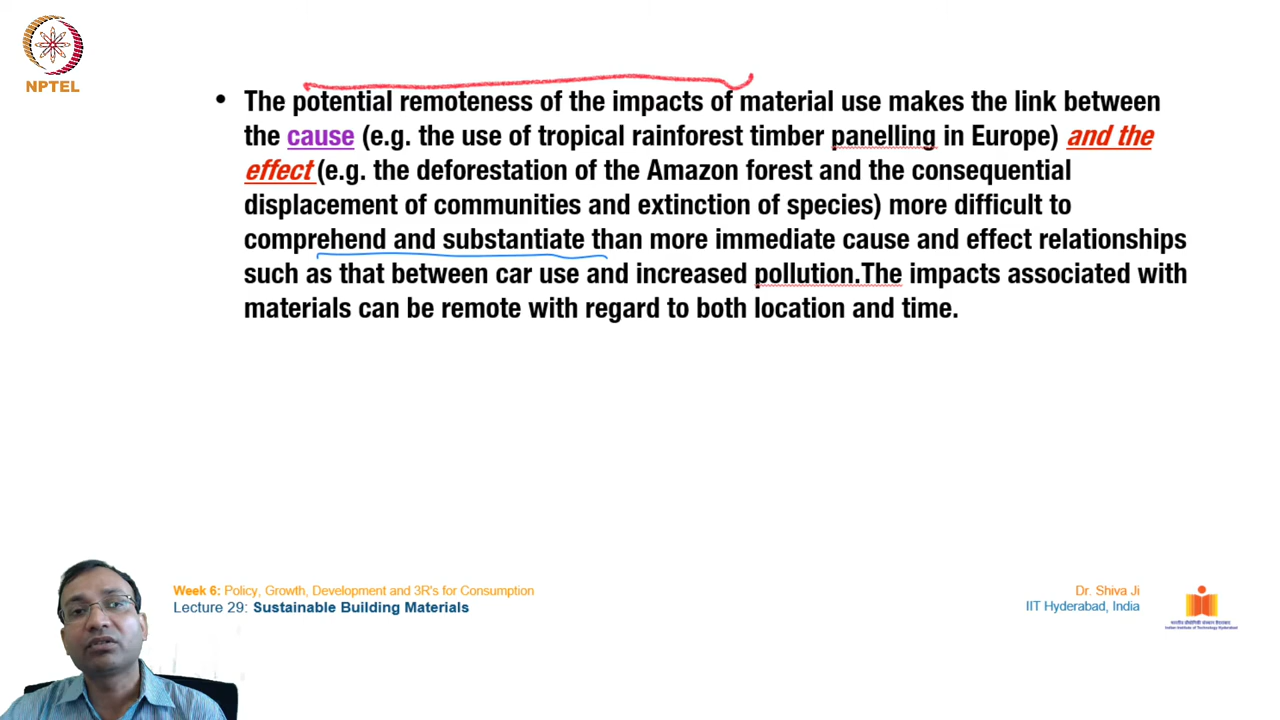 NPTEL
• The potential remoteness of the impacts of material use makes the link between
the cause (e.g. the use of tropical rainforest timber panelling in Europe) and the
effect (e.g. the deforestation of the Amazon forest and the consequential
displacement of communities and extinction of species) more difficult to
comprehend and substantiate than more immediate cause and effect relationships
such as that between car use and increased pollution.The impacts associated with
materials can be remote with regard to both location and time.
Week 6: Policy, Growth, Development and 3R's for Consumption
Lecture 29: Sustainable Building Materials
Dr. Shiva Ji
IIT Hyderabad, India
Indian Institute of Technology Hyderabad